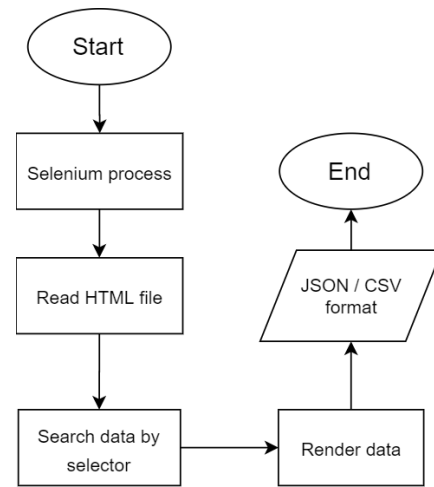 Start
Selenium process
Read HTML file
Search data by
selector
Render data
JSON / CSV
format
End